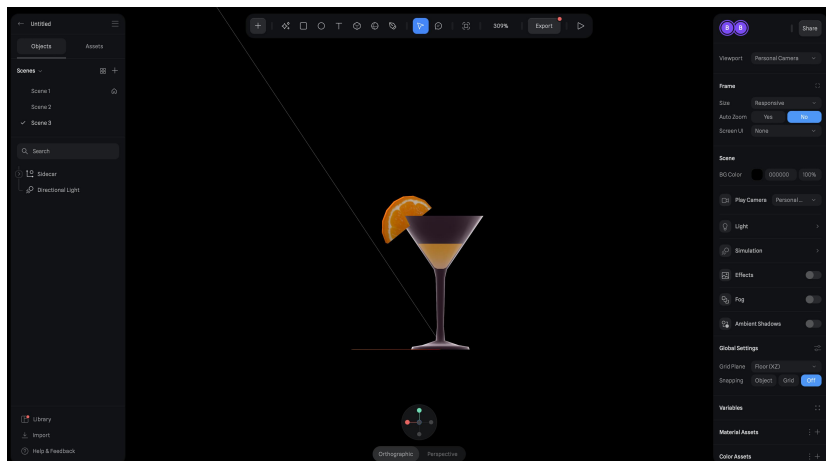 Untitled
Objects Assets
Scenes
Scene 1
Scene 2
Scene 3
Search
Sidecar
Directional Light
Library
Import
Help & Feedback
T 309% Export
Orthographic Perspective
B B Share
Viewport Personal Camera
Frame
Size Responsive
Auto Zoom Yes No
Screen UI None
Scene
BG Color 000000 100%
Play Camera Personal...
Light
Simulation
Effects
Fog
Ambient Shadows
Global Settings
Grid Plane Floor (XZ)
Snapping Object Grid Off
Variables
Material Assets
Color Assets